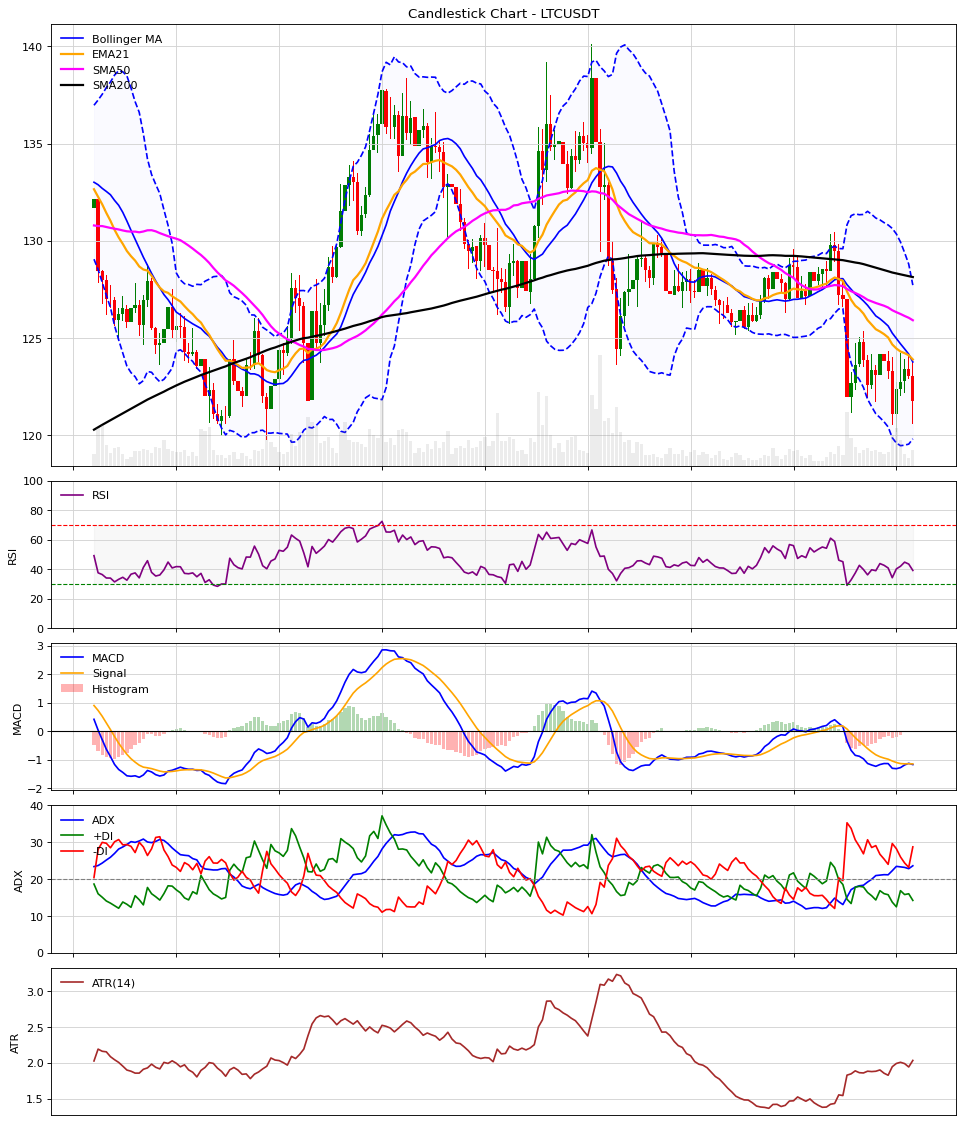 Candlestick Chart - LTCUSDT
Bollinger MA
EMA21
SMA50
SMA200
140
135
130
125
120
RSI
RSI
100
80
60
40
20
0
MACD
Signal
Histogram
MACD
3
2
1
0
−1
−2
ADX
+DI
-DI
ADX
40
30
20
10
0
ATR(14)
ATR
3.0
2.5
2.0
1.5